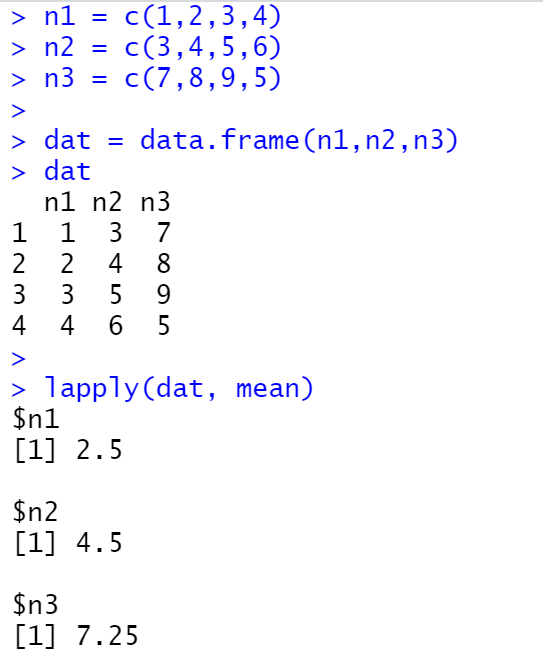 > n1 = c(1,2,3,4)
> n2 = c(3,4,5,6)
> n3 = c(7,8,9,5)
>
> dat = data.frame(n1,n2,n3)
> dat
  n1 n2 n3
1  1  3  7
2  2  4  8
3  3  5  9
4  4  6  5
>
> lapply(dat, mean)
$n1
[1] 2.5

$n2
[1] 4.5

$n3
[1] 7.25